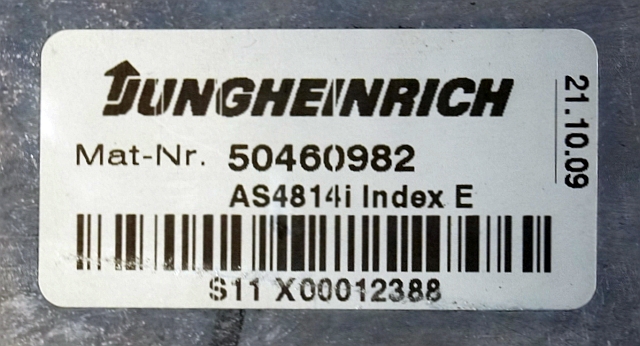 JUNGHEINRICH
Mat-Nr. 50460982
AS4814i Index E
S11 X00012388
21.10.09